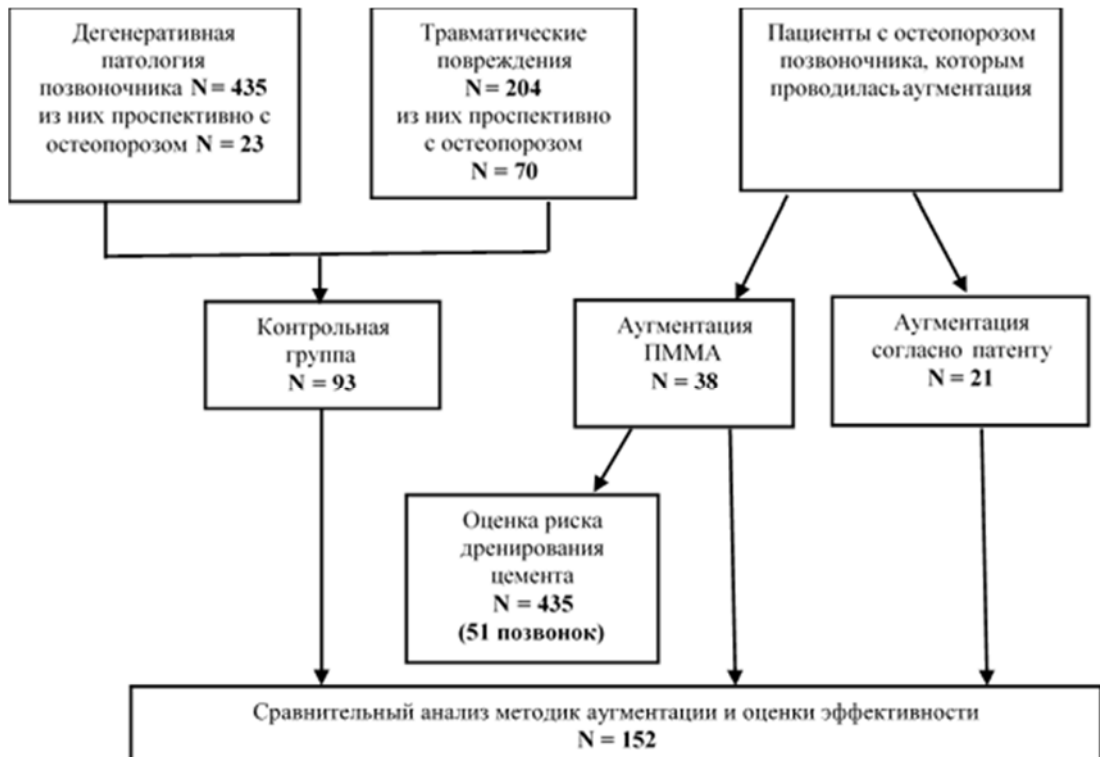 Дегенеративная
патология
позвоночника N = 435
из них проспективно с
остеопорозом N = 23
Травматические
повреждения
N = 204
из них проспективно
с остеопорозом
N = 70
Пациенты с остеопорозом
позвоночника, которым
проводилась аугментация
Контрольная
группа
N = 93
Аугментация
ПММА
N = 38
Аугментация
согласно патенту
N = 21
Оценка риска
дренирования
цемента
N = 435
(51 позвонок)
Сравнительный анализ методик аугментации и оценки эффективности
N = 152